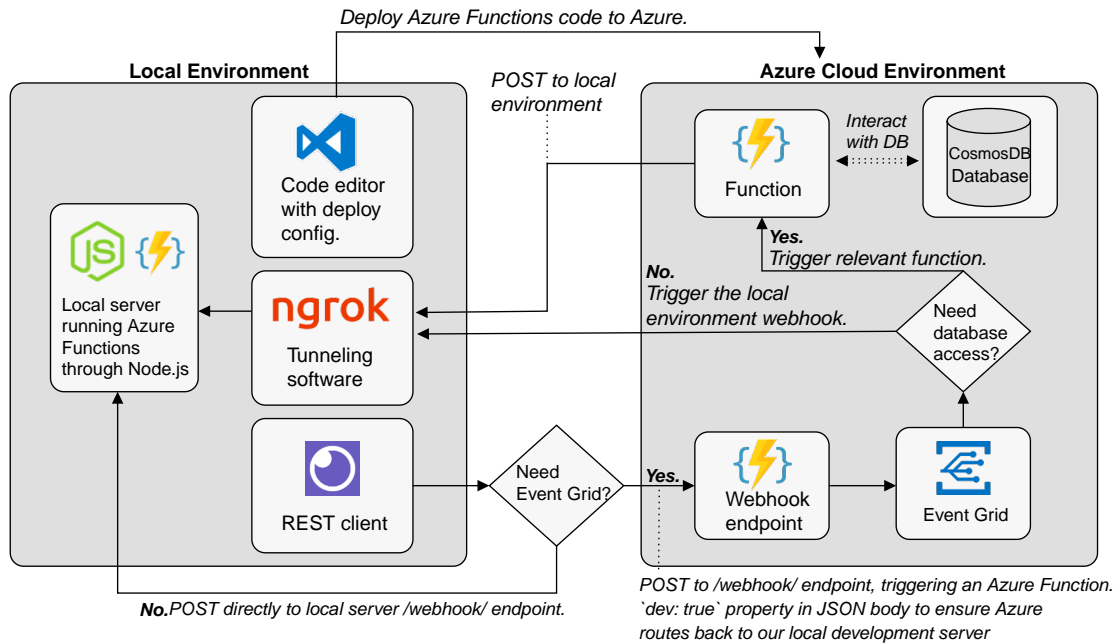 Deploy Azure Functions code to Azure.
Local Environment
Azure Cloud Environment
POST to local
environment
Code editor
with deploy
config.
Interact
with DB
CosmosDB
Database
Function
JS
Local server
running Azure
Functions
through Node.js
ngrok
Tunneling
software
Yes.
Trigger relevant function.
No.
Trigger the local
environment webhook.
Need
database
access?
REST client
Need
Event Grid?
Yes.
Webhook
endpoint
Event Grid
No. POST directly to local server /webhook/ endpoint.
POST to /webhook/ endpoint, triggering an Azure Function.
`dev: true` property in JSON body to ensure Azure
routes back to our local development server